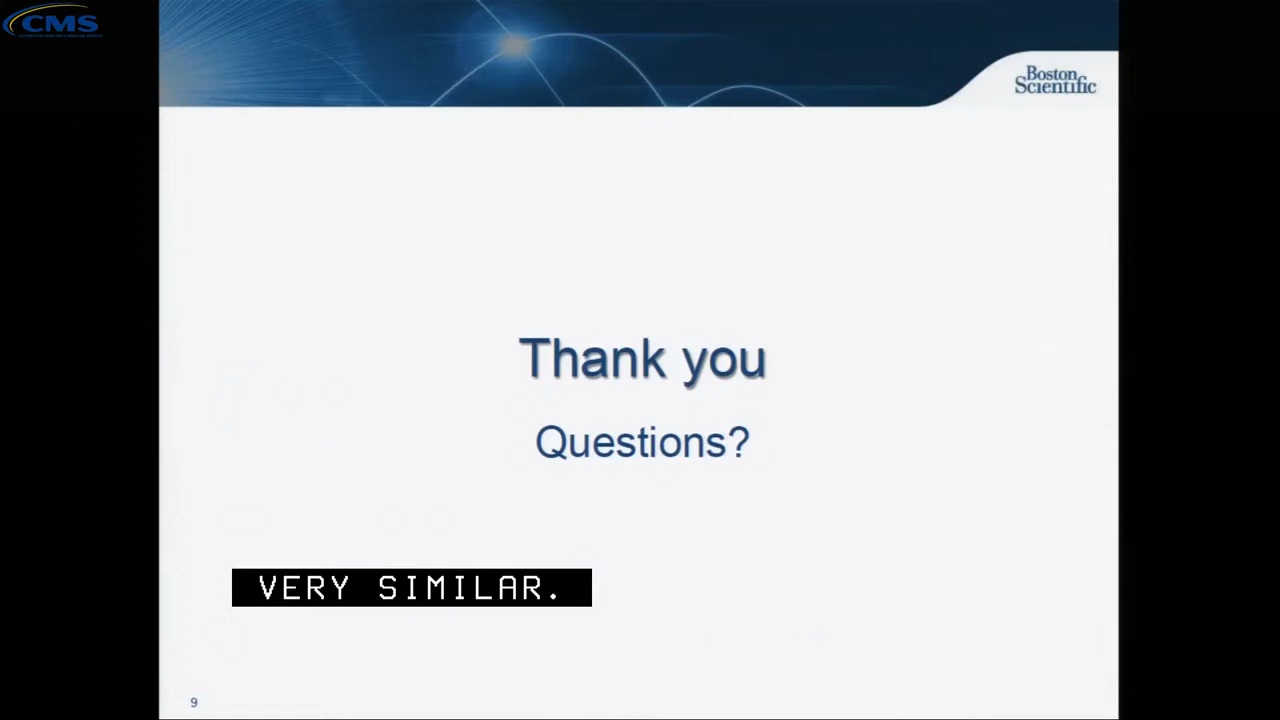 CMS
Boston
Scientific
Thank you
Questions?
VERY SIMILAR.
9